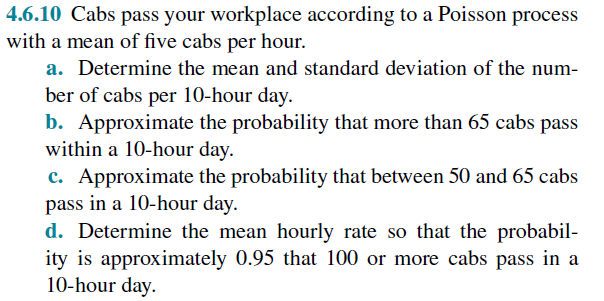 4.6.10 Cabs pass your workplace according to a Poisson process
with a mean of five cabs per hour.
a. Determine the mean and standard deviation of the num-
ber of cabs per 10-hour day.
b. Approximate the probability that more than 65 cabs pass
within a 10-hour day.
c. Approximate the probability that between 50 and 65 cabs
pass in a 10-hour day.
d. Determine the mean hourly rate so that the probabil-
ity is approximately 0.95 that 100 or more cabs pass in a
10-hour day.